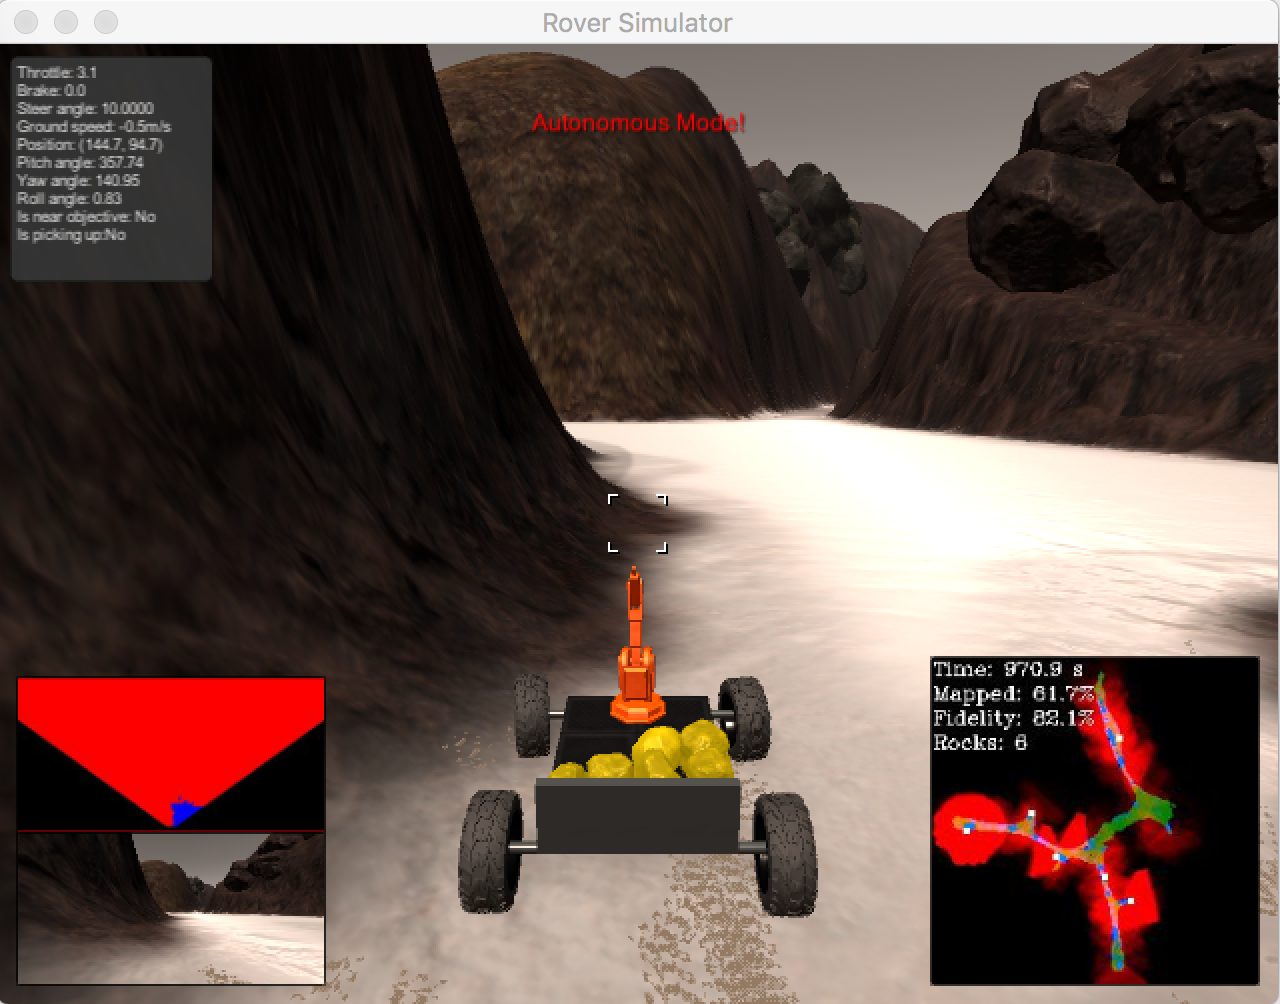 Rover Simulator
Throttle: 3.1
Brake: 0.0
Steer angle: 10.0000
Ground speed: -0.5m/s
Position: (144.7, 94.7)
Pitch angle: 357.74
Yaw angle: 140.95
Roll angle: 0.83
Is near objective: No
Is picking up:No
Autonomous Mode!
Time: 970.9 s
Mapped: 61.7%
Fidelity: 82.1%
Rocks: 6